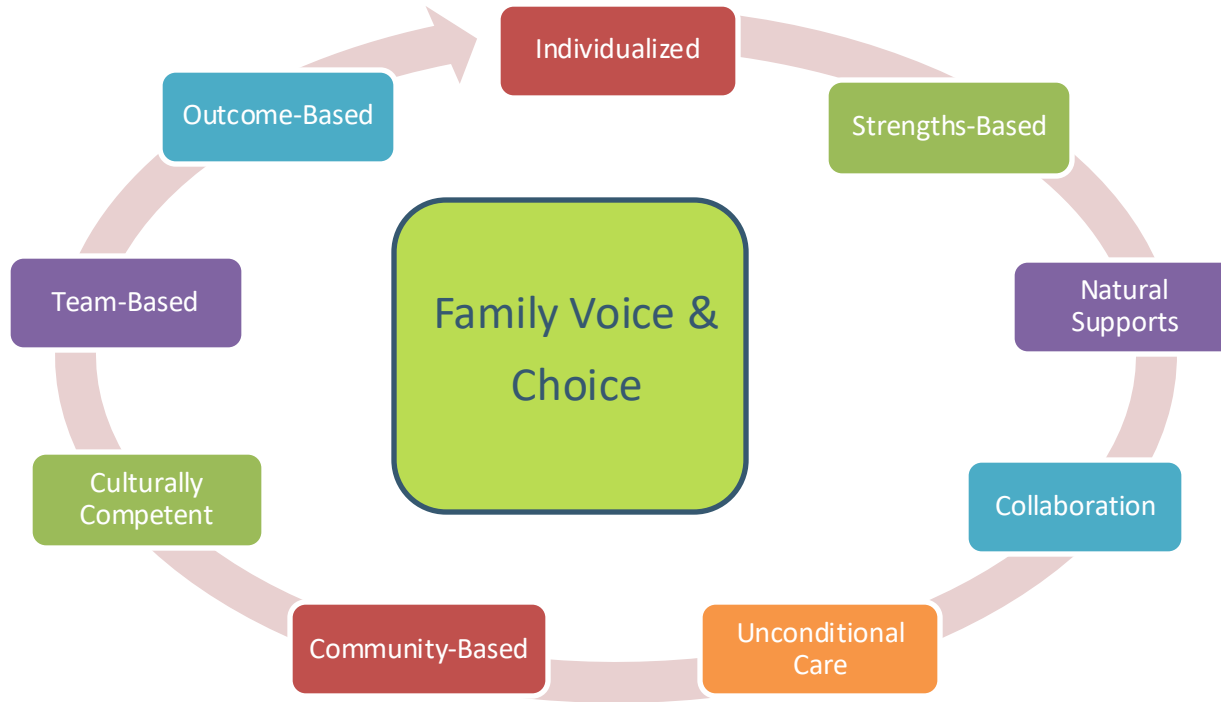 Individualized
Strengths-Based
Natural
Supports
Collaboration
Unconditional
Care
Community-Based
Culturally
Competent
Team-Based
Outcome-Based
Family Voice &
Choice